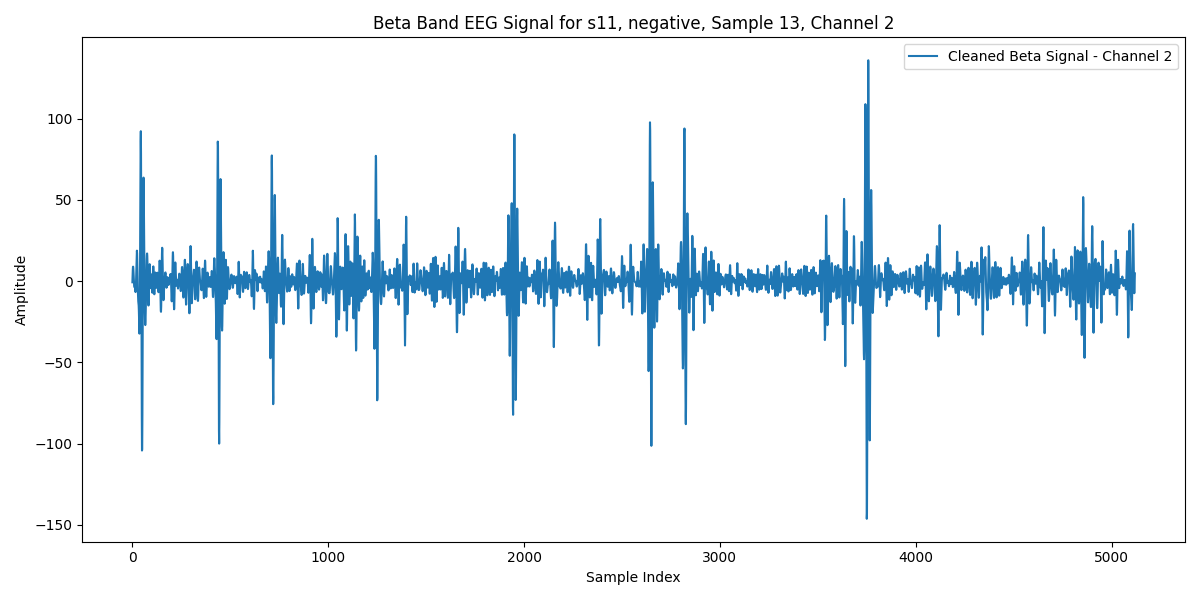 Beta Band EEG Signal for s11, negative, Sample 13, Channel 2
Cleaned Beta Signal - Channel 2
Amplitude
100
50
0
−50
−100
−150
0 1000 2000 3000 4000 5000
Sample Index